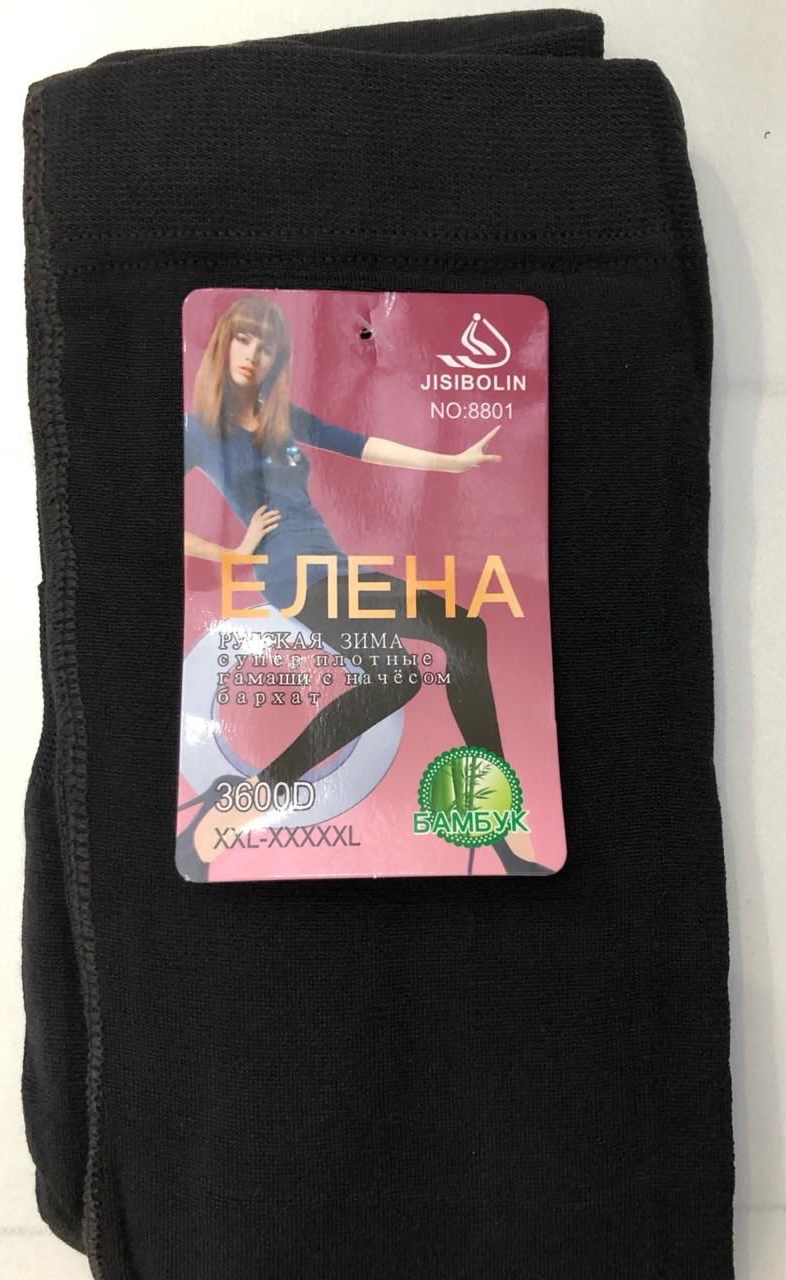 JISIBOLIN
NO:8801
ЕЛЕНА
РУССКАЯ ЗИМА
супер плотные
гамаши с начёсом
бархат
3600D
XXL-XXXXXL
БАМБУК